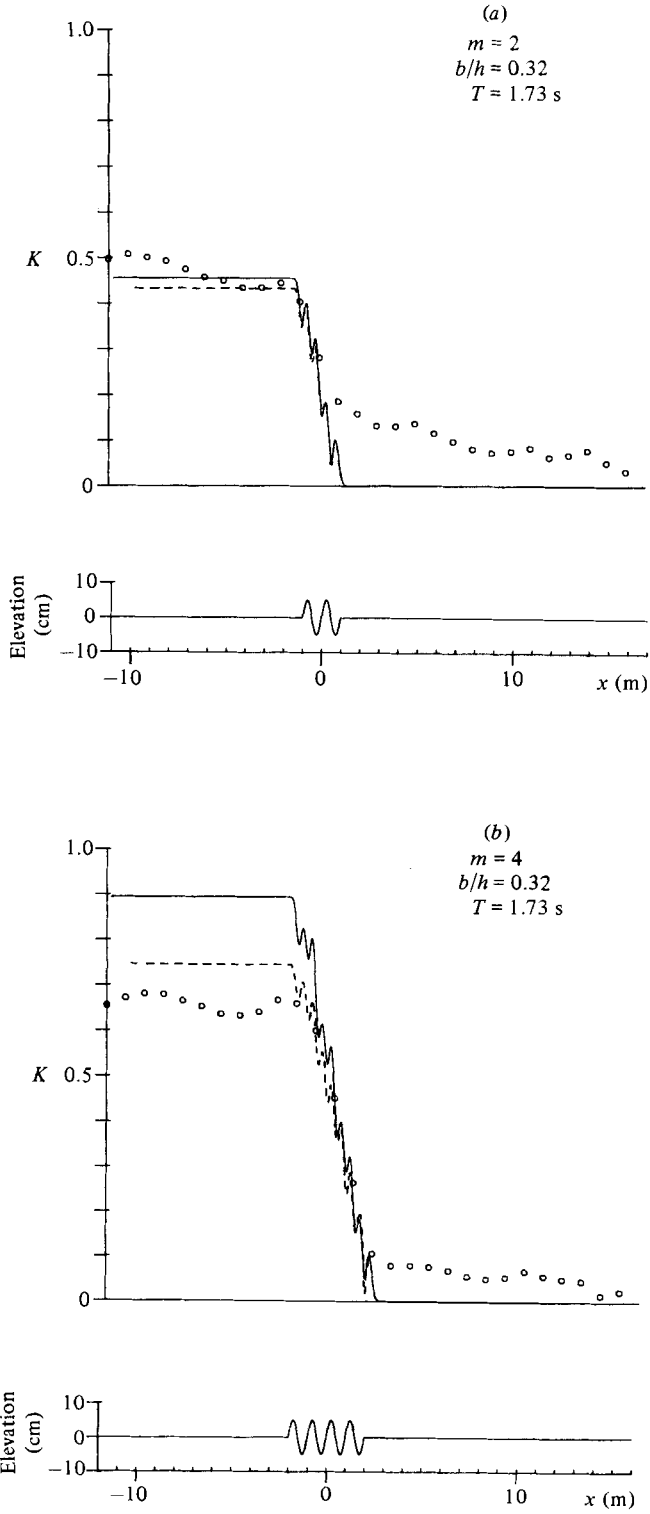 (a)
m = 2
b/h = 0.32
T = 1.73 s
1.0
K 0.5
0
Elevation
(cm)
10
0
−10
−10 0 10 x (m)
(b)
m = 4
b/h = 0.32
T = 1.73 s
1.0
K 0.5
0
Elevation
(cm)
10
0
−10
−10 0 10 x (m)